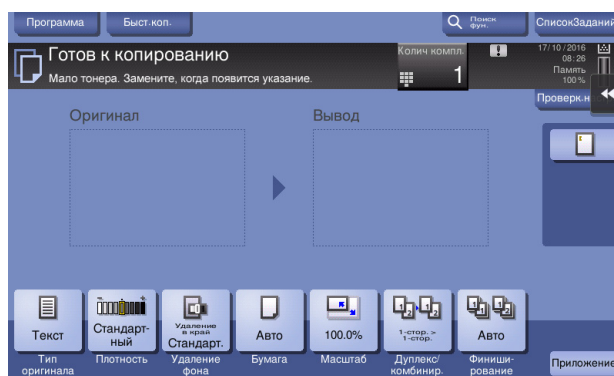 Программа
Быст.коп.
Поиск
фун.
СписокЗаданий
Готов к копированию
Мало тонера. Замените, когда появится указание.
Колич компл.
1
17/10/2016
08:26
Память
100%
Проверк.н
Оригинал
Вывод
Текст
Стандарт-
ный
Удаление
в край
Стандарт.
Авто
100.0%
1-стор. >
1-стор.
Авто
Тип
оригинала
Плотность
Удаление
фона
Бумага
Масштаб
Дуплекс/
комбинир.
Финиши-
рование
Приложение